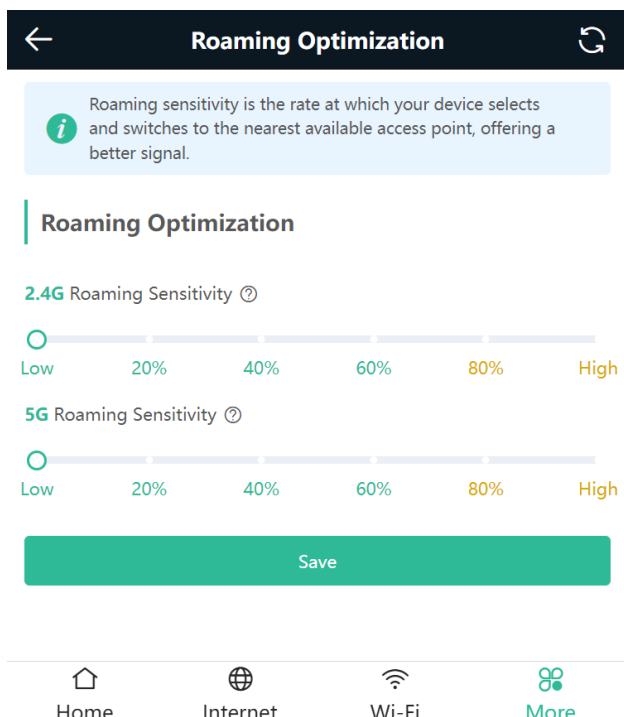 Roaming Optimization
Roaming sensitivity is the rate at which your device selects
and switches to the nearest available access point, offering a
better signal.
Roaming Optimization
2.4G Roaming Sensitivity
Low 20% 40% 60% 80% High
5G Roaming Sensitivity
Low 20% 40% 60% 80% High
Save
Home Internet Wi-Fi More